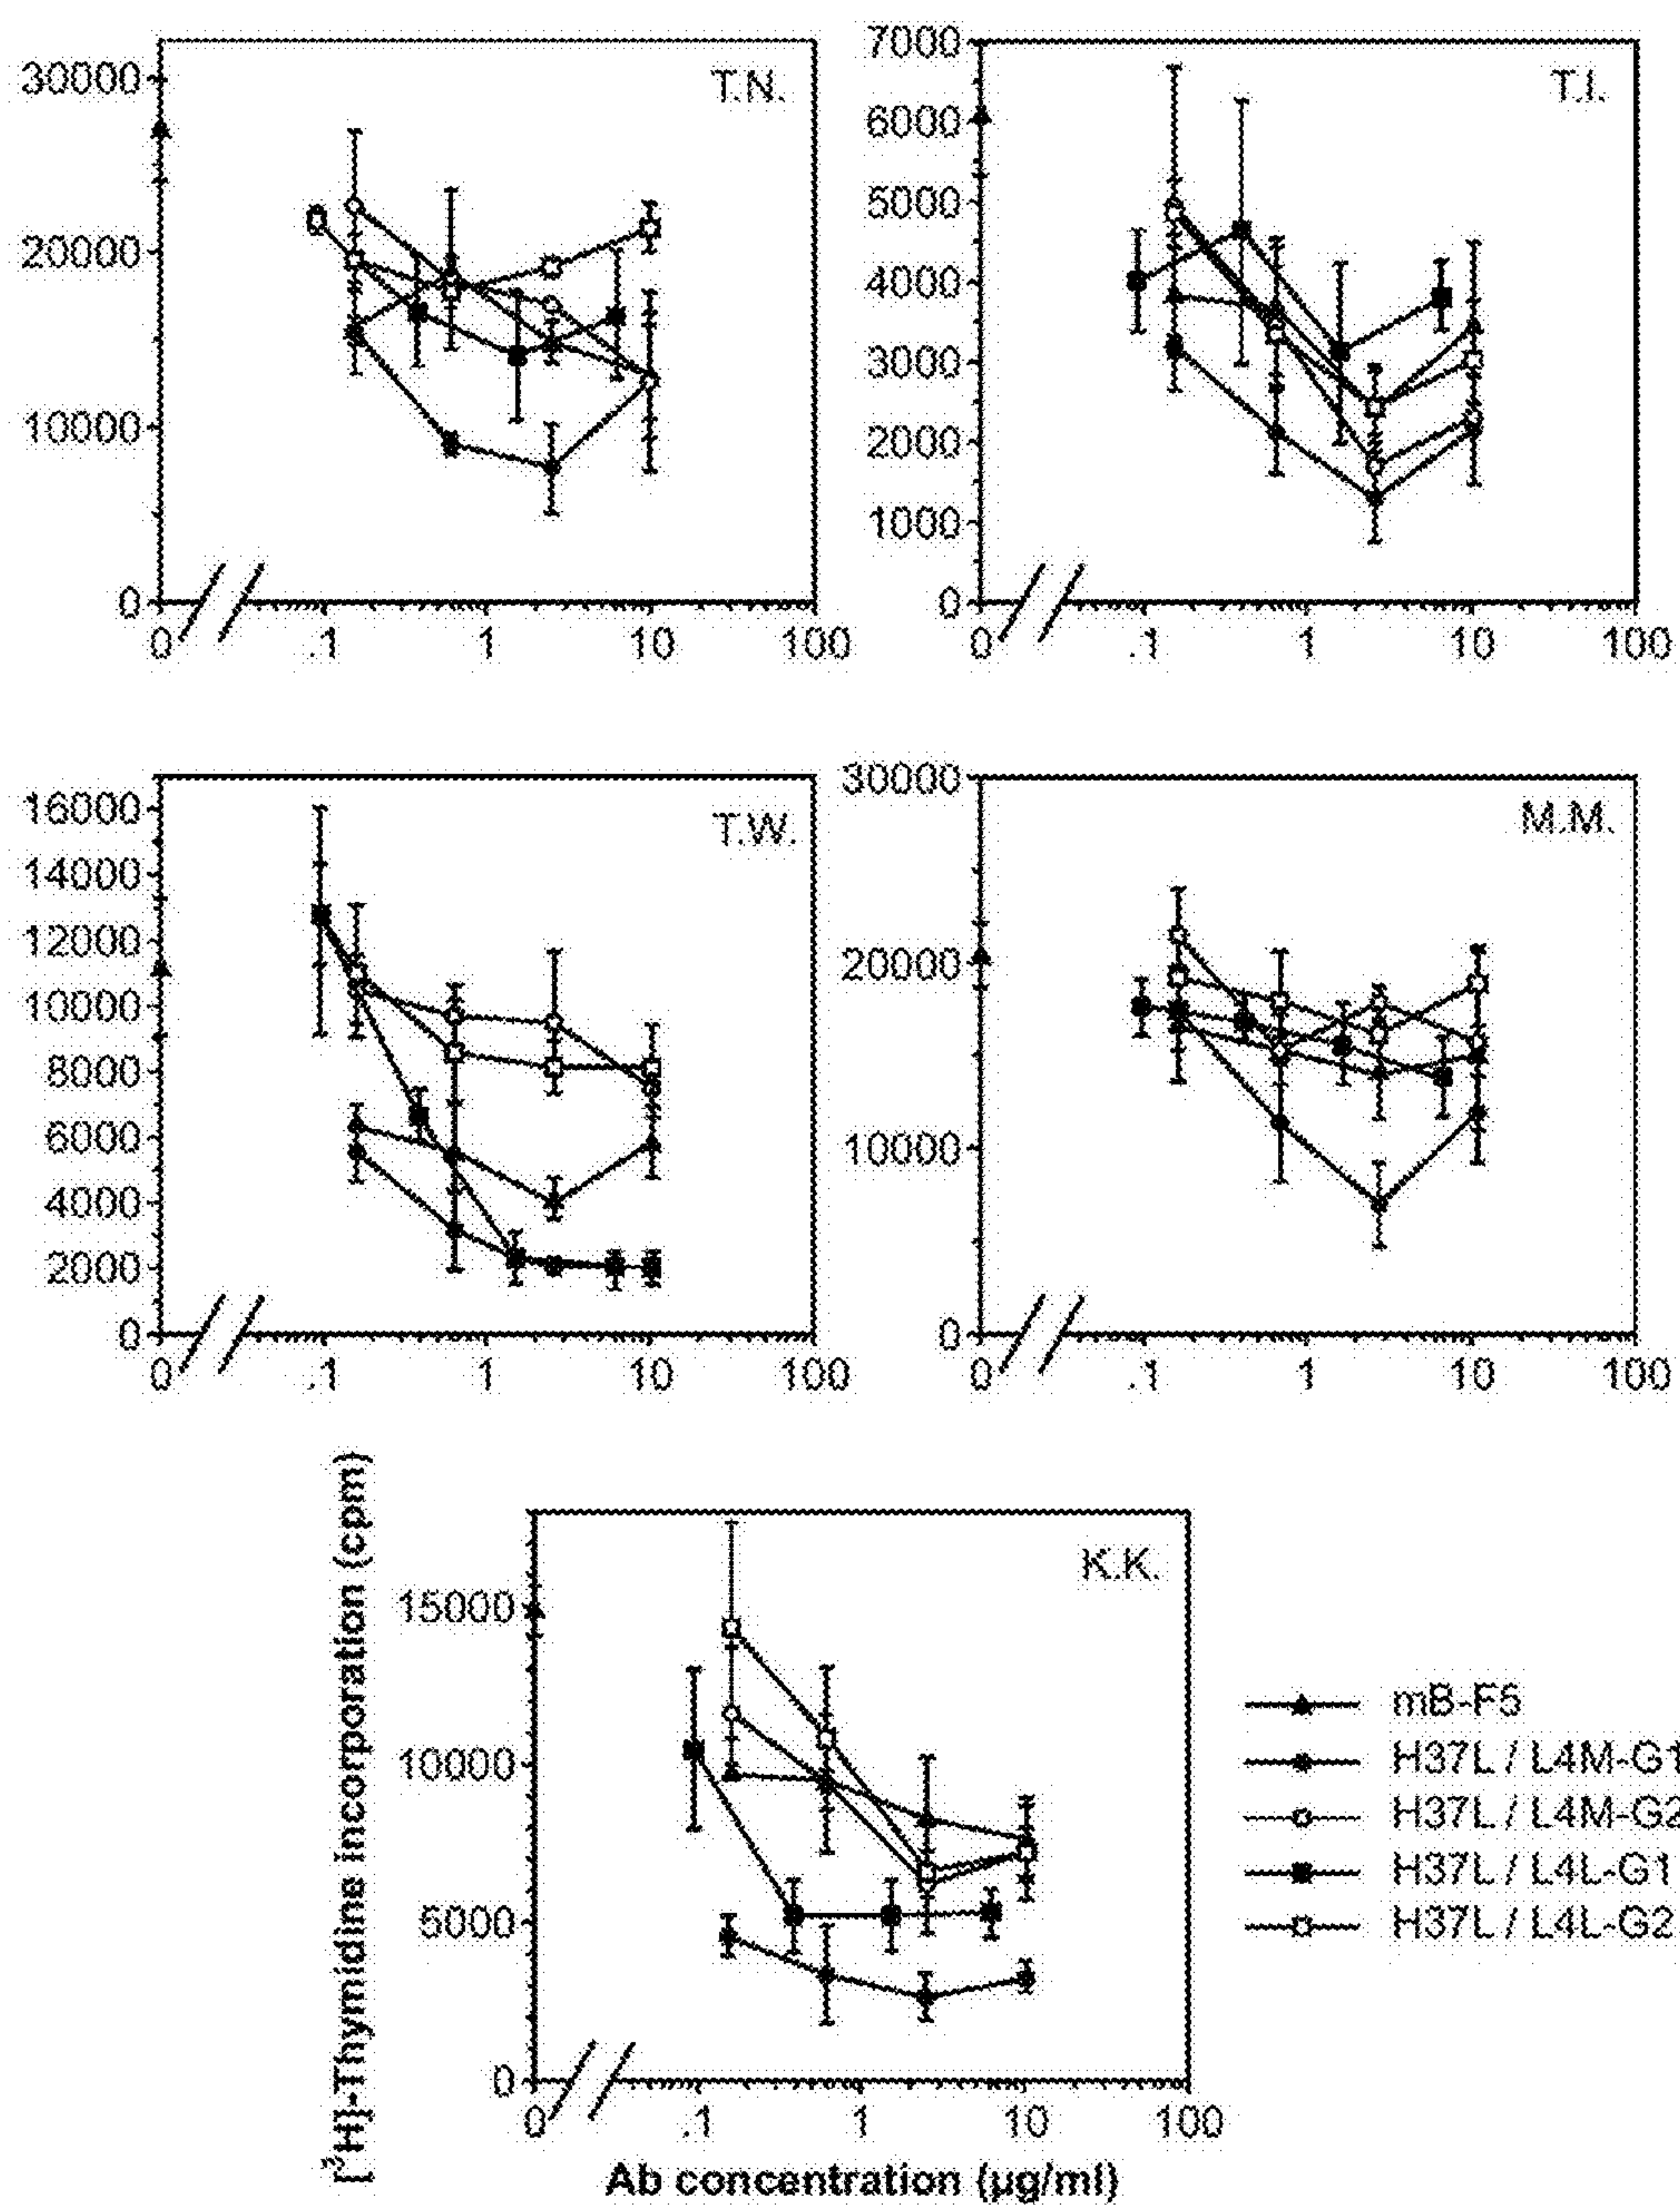 T.N.
30000
20000
10000
0
0 .1 1 10 100
T.I.
7000
6000
5000
4000
3000
2000
1000
0
0 .1 1 10 100
T.W.
16000
14000
12000
10000
8000
6000
4000
2000
0
0 .1 1 10 100
M.M.
30000
20000
10000
0
0 .1 1 10 100
[³H]-Thymidine incorporation (cpm)
K.K.
15000
10000
5000
0
0 .1 1 10 100
Ab concentration (µg/ml)
mB-F5
H37L / L4M-G1
H37L / L4M-G2
H37L / L4L-G1
H37L / L4L-G2